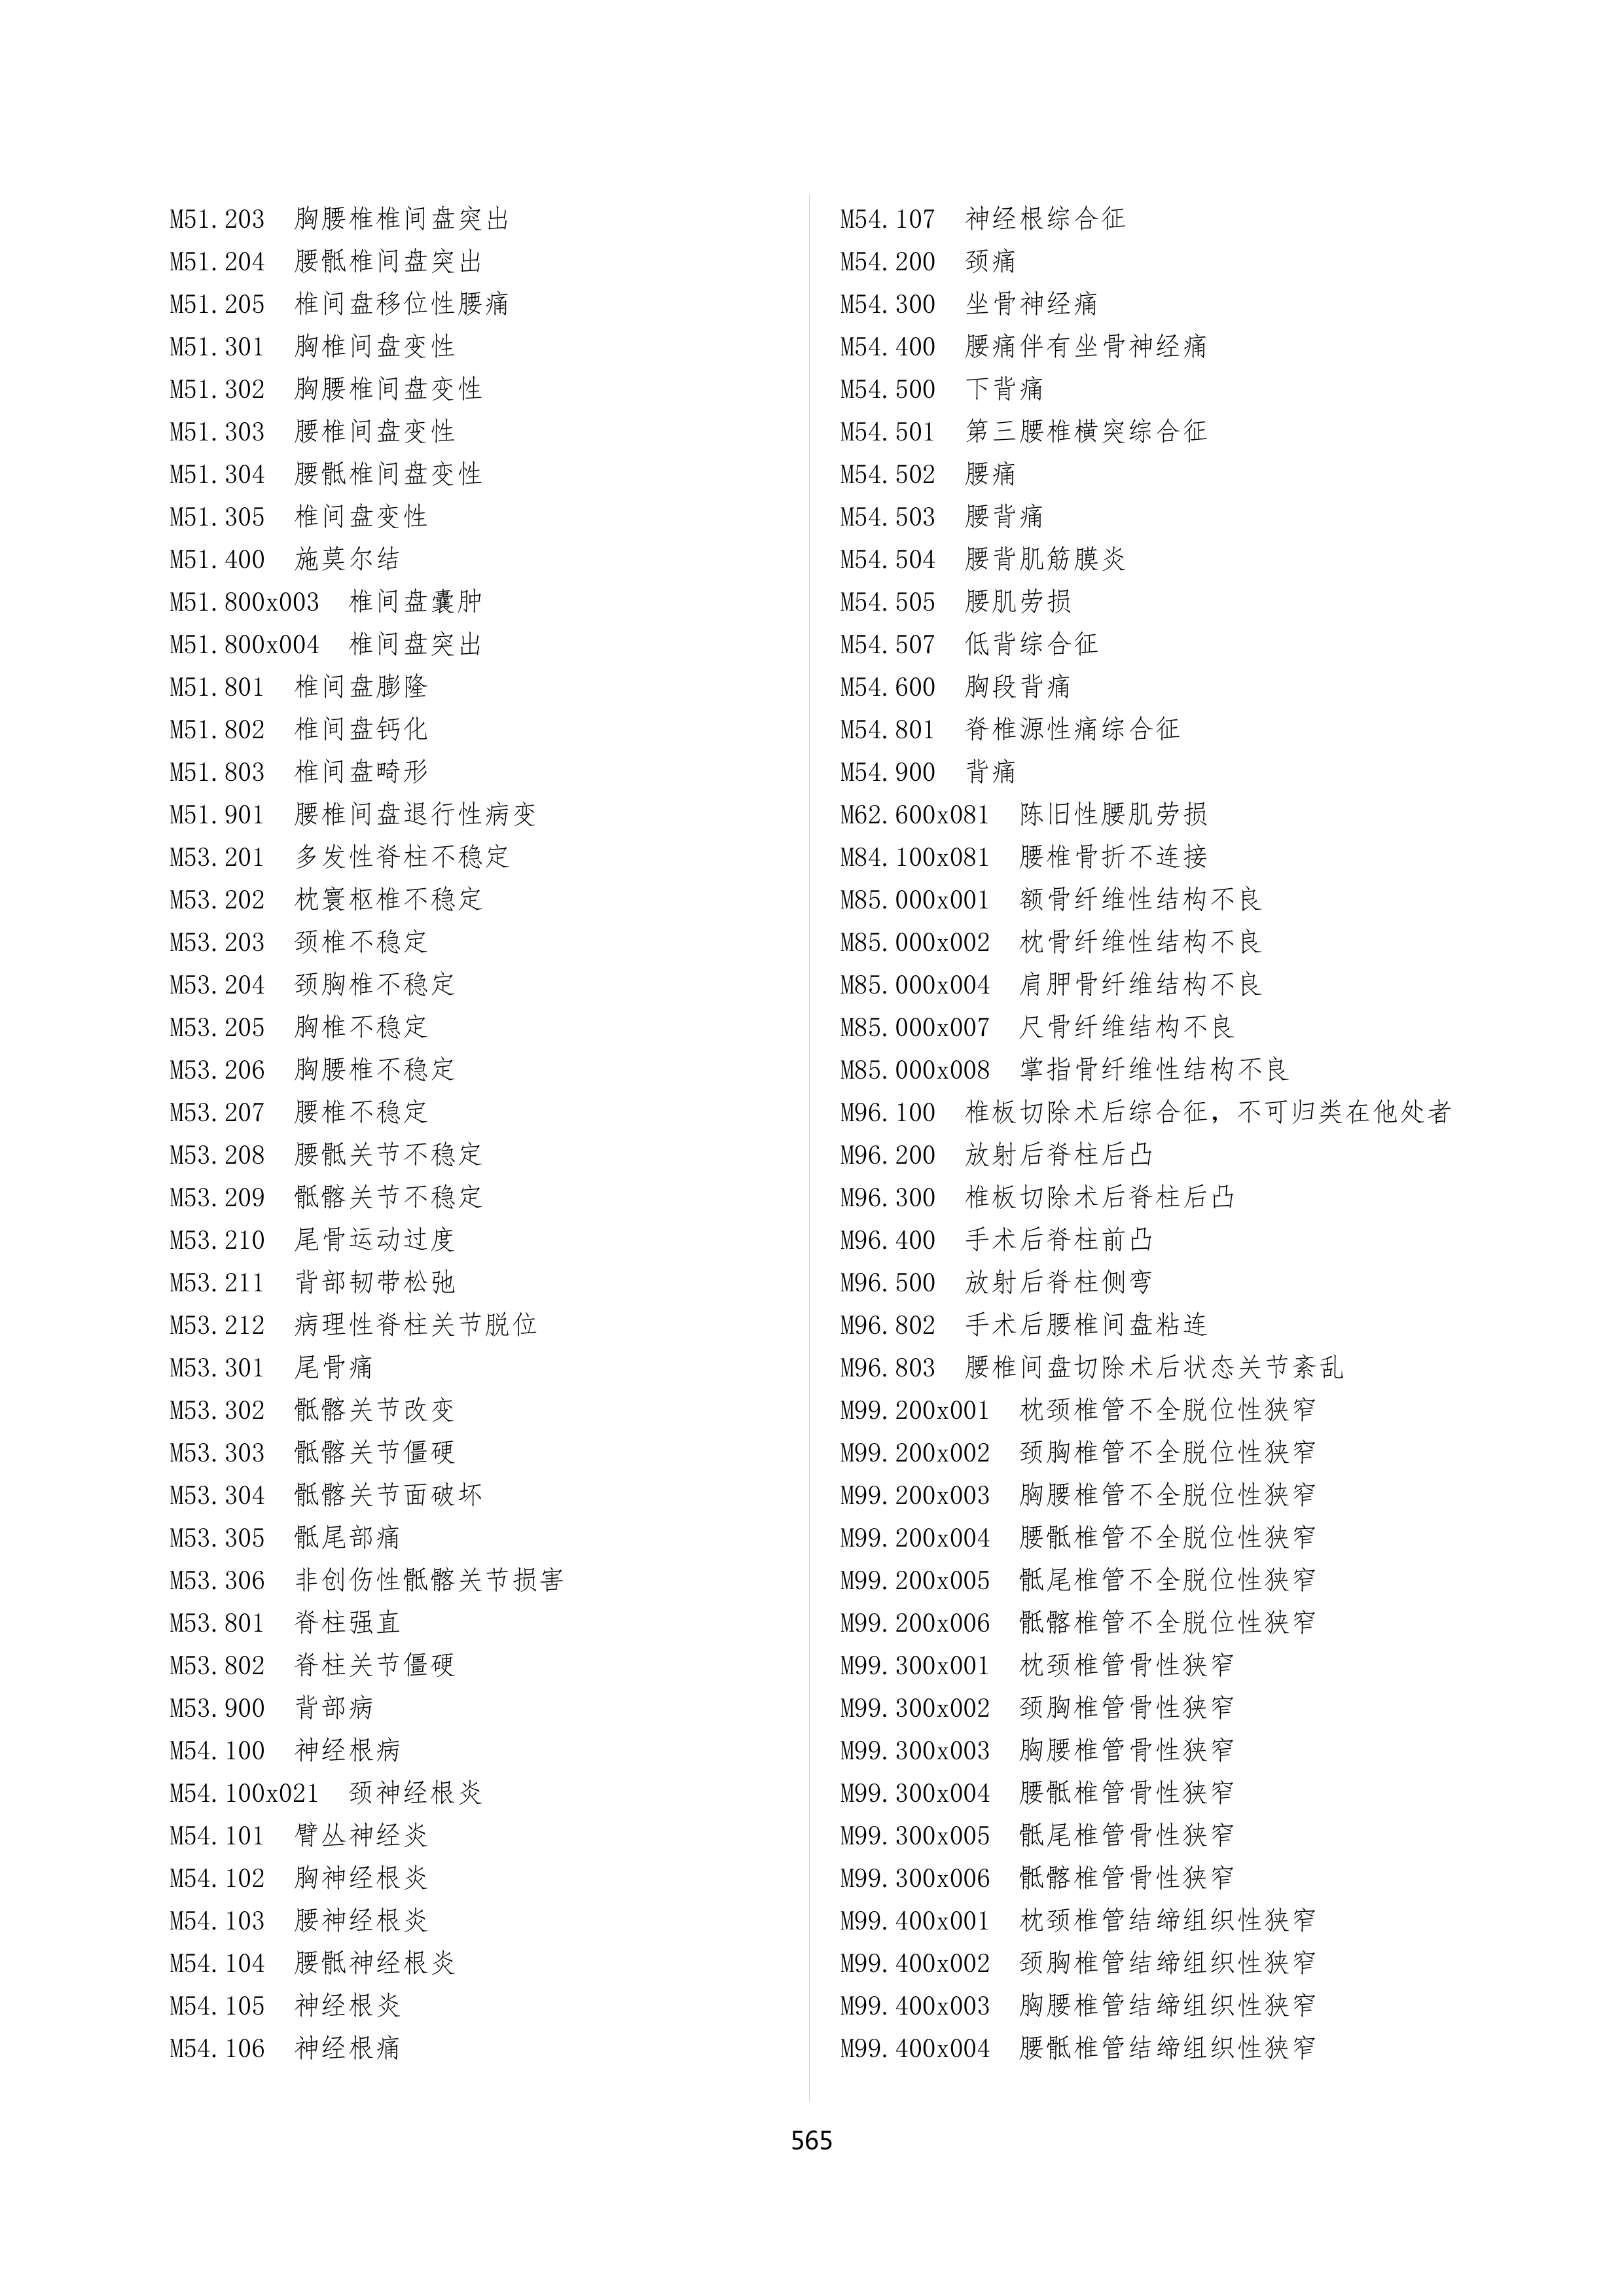 M51.203 胸腰椎椎间盘突出
M51.204 腰骶椎间盘突出
M51.205 椎间盘移位性腰痛
M51.301 胸椎间盘变性
M51.302 胸腰椎间盘变性
M51.303 腰椎间盘变性
M51.304 腰骶椎间盘变性
M51.305 椎间盘变性
M51.400 施莫尔结
M51.800x003 椎间盘囊肿
M51.800x004 椎间盘突出
M51.801 椎间盘膨隆
M51.802 椎间盘钙化
M51.803 椎间盘畸形
M51.901 腰椎间盘退行性病变
M53.201 多发性脊柱不稳定
M53.202 枕寰枢椎不稳定
M53.203 颈椎不稳定
M53.204 颈胸椎不稳定
M53.205 胸椎不稳定
M53.206 胸腰椎不稳定
M53.207 腰椎不稳定
M53.208 腰骶关节不稳定
M53.209 骶髂关节不稳定
M53.210 尾骨运动过度
M53.211 背部韧带松弛
M53.212 病理性脊柱关节脱位
M53.301 尾骨痛
M53.302 骶髂关节改变
M53.303 骶髂关节僵硬
M53.304 骶髂关节面破坏
M53.305 骶尾部痛
M53.306 非创伤性骶髂关节损害
M53.801 脊柱强直
M53.802 脊柱关节僵硬
M53.900 背部病
M54.100 神经根病
M54.100x021 颈神经根炎
M54.101 臂丛神经炎
M54.102 胸神经根炎
M54.103 腰神经根炎
M54.104 腰骶神经根炎
M54.105 神经根炎
M54.106 神经根痛
M54.107 神经根综合征
M54.200 颈痛
M54.300 坐骨神经痛
M54.400 腰痛伴有坐骨神经痛
M54.500 下背痛
M54.501 第三腰椎横突综合征
M54.502 腰痛
M54.503 腰背痛
M54.504 腰背肌筋膜炎
M54.505 腰肌劳损
M54.507 低背综合征
M54.600 胸段背痛
M54.801 脊椎源性痛综合征
M54.900 背痛
M62.600x081 陈旧性腰肌劳损
M84.100x081 腰椎骨折不连接
M85.000x001 额骨纤维性结构不良
M85.000x002 枕骨纤维性结构不良
M85.000x004 肩胛骨纤维结构不良
M85.000x007 尺骨纤维结构不良
M85.000x008 掌指骨纤维性结构不良
M96.100 椎板切除术后综合征，不可归类在他处者
M96.200 放射后脊柱后凸
M96.300 椎板切除术后脊柱后凸
M96.400 手术后脊柱前凸
M96.500 放射后脊柱侧弯
M96.802 手术后腰椎间盘粘连
M96.803 腰椎间盘切除术后状态关节紊乱
M99.200x001 枕颈椎管不全脱位性狭窄
M99.200x002 颈胸椎管不全脱位性狭窄
M99.200x003 胸腰椎管不全脱位性狭窄
M99.200x004 腰骶椎管不全脱位性狭窄
M99.200x005 骶尾椎管不全脱位性狭窄
M99.200x006 骶髂椎管不全脱位性狭窄
M99.300x001 枕颈椎管骨性狭窄
M99.300x002 颈胸椎管骨性狭窄
M99.300x003 胸腰椎管骨性狭窄
M99.300x004 腰骶椎管骨性狭窄
M99.300x005 骶尾椎管骨性狭窄
M99.300x006 骶髂椎管骨性狭窄
M99.400x001 枕颈椎管结缔组织性狭窄
M99.400x002 颈胸椎管结缔组织性狭窄
M99.400x003 胸腰椎管结缔组织性狭窄
M99.400x004 腰骶椎管结缔组织性狭窄
565